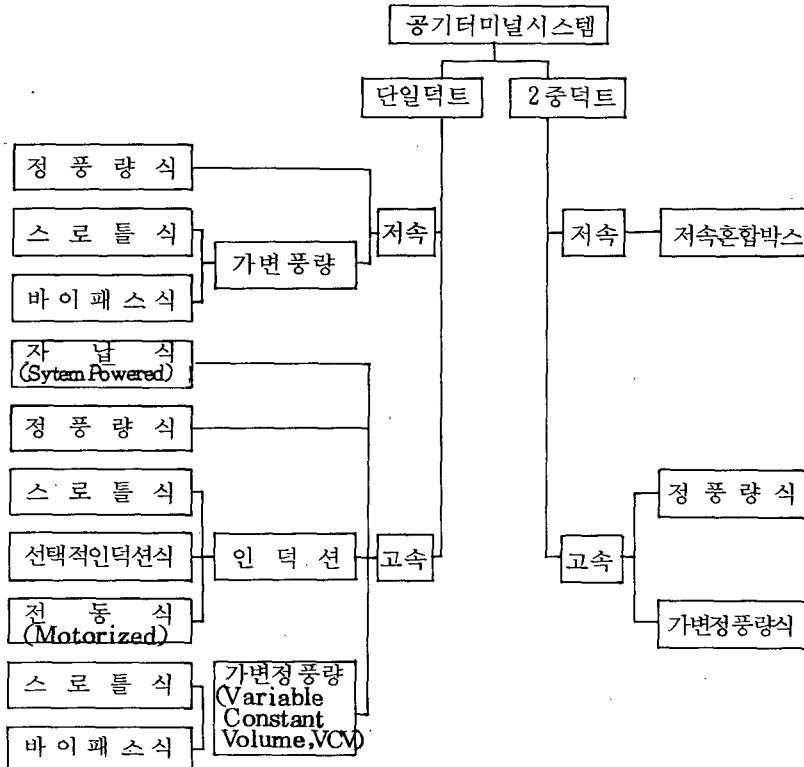 공기터미널시스템
단일덕트
2중덕트
정풍량식
스로틀식
바이패스식
가변풍량
저속
저속
저속혼합박스
자납식
(Sytem Powered)
정풍량식
스로틀식
선택적인덕션식
전동식
(Motorized)
인덕션
고속
고속
정풍량식
가변정풍량식
스로틀식
바이패스식
가변정풍량
(Variable
Constant
Volume,VCV)